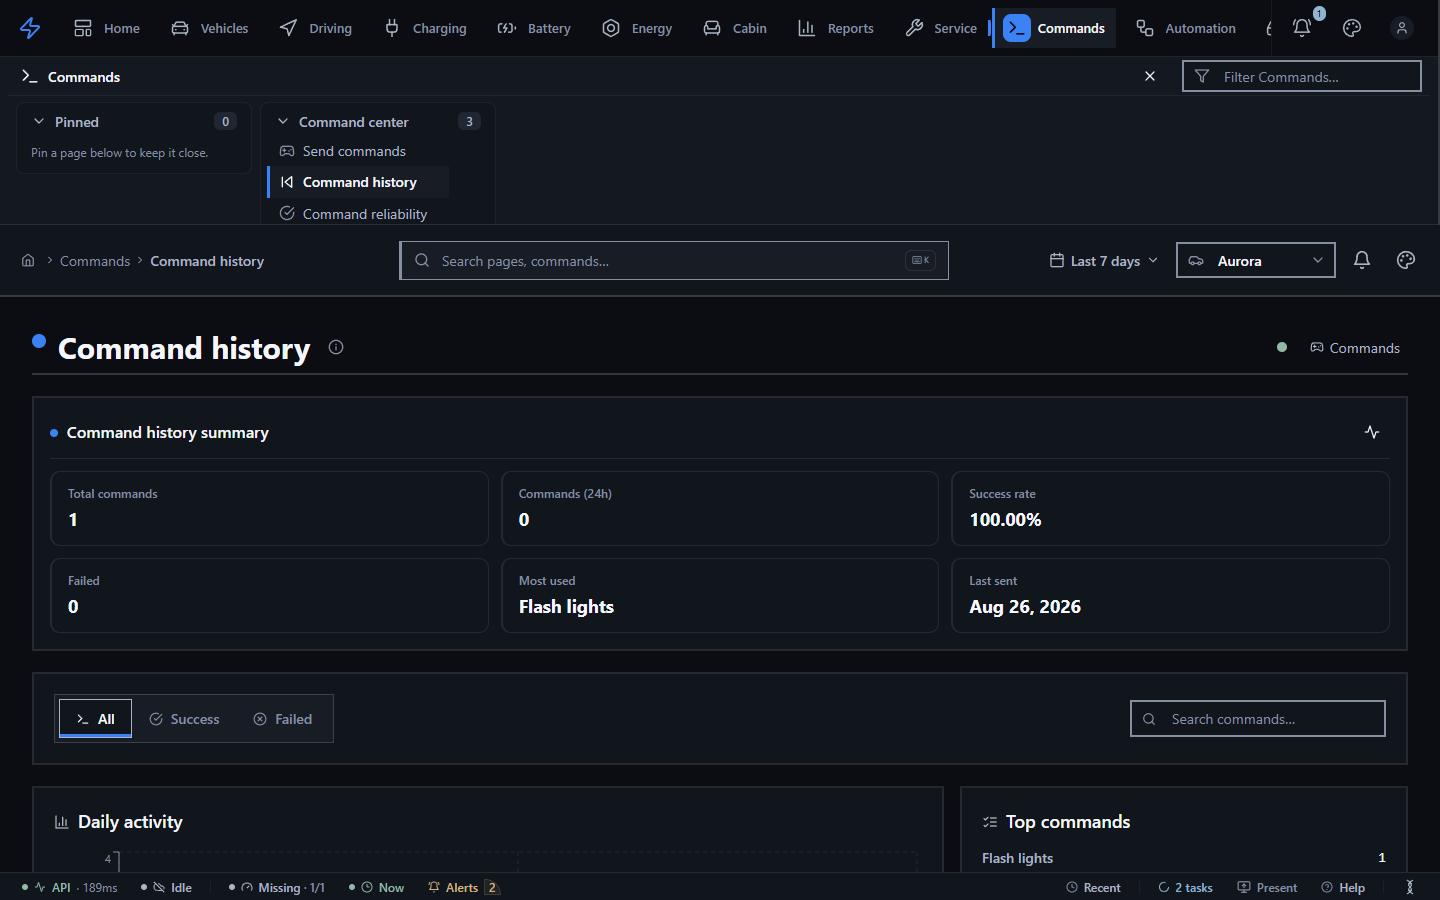 Home Vehicles Driving Charging Battery Energy Cabin Reports Service Commands Automation 1
Commands Filter Commands...
Pinned 0
Pin a page below to keep it close.
Command center 3
Send commands
Command history
Command reliability
Commands Command history Search pages, commands... K Last 7 days Aurora
Command history Commands
Command history summary
Total commands
1
Commands (24h)
0
Success rate
100.00%
Failed
0
Most used
Flash lights
Last sent
Aug 26, 2026
All Success Failed Search commands...
Daily activity
4
Top commands
Flash lights 1
API · 189ms Idle Missing · 1/1 Now Alerts 2 Recent 2 tasks Present Help